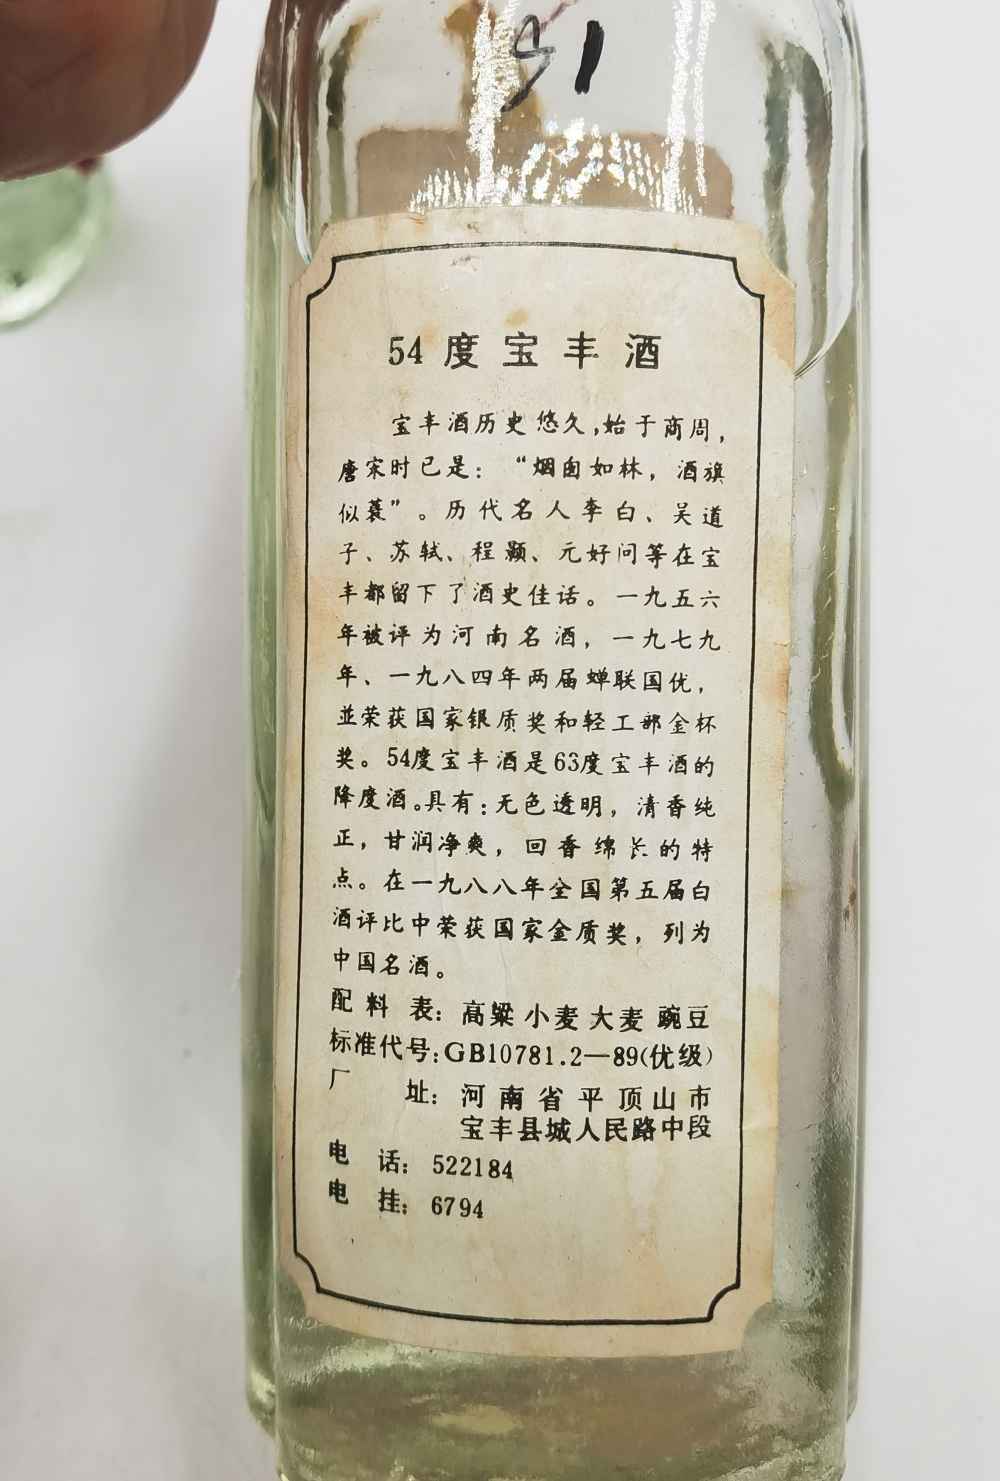 51
54度宝丰酒
宝丰酒历史悠久,始于商周,
唐宋时已是：“烟囱如林，酒旗
似蓑”。历代名人李白、吴道
子、苏轼、程颢、元好问等在宝
丰都留下了酒史佳话。一九五六
年被评为河南名酒，一九七九
年、一九八四年两届蝉联国优，
並荣获国家银质奖和轻工部金杯
奖。54度宝丰酒是63度宝丰酒的
降度酒。具有：无色透明，清香纯
正，甘润净爽，回香绵长的特
点。在一九八八年全国第五届白
酒评比中荣获国家金质奖，列为
中国名酒。
配料表：高粱 小麦 大麦 豌豆
标准代号:GB10781.2—89(优级)
厂址：河南省平顶山市
宝丰县城人民路中段
电话：522184
电挂：6794